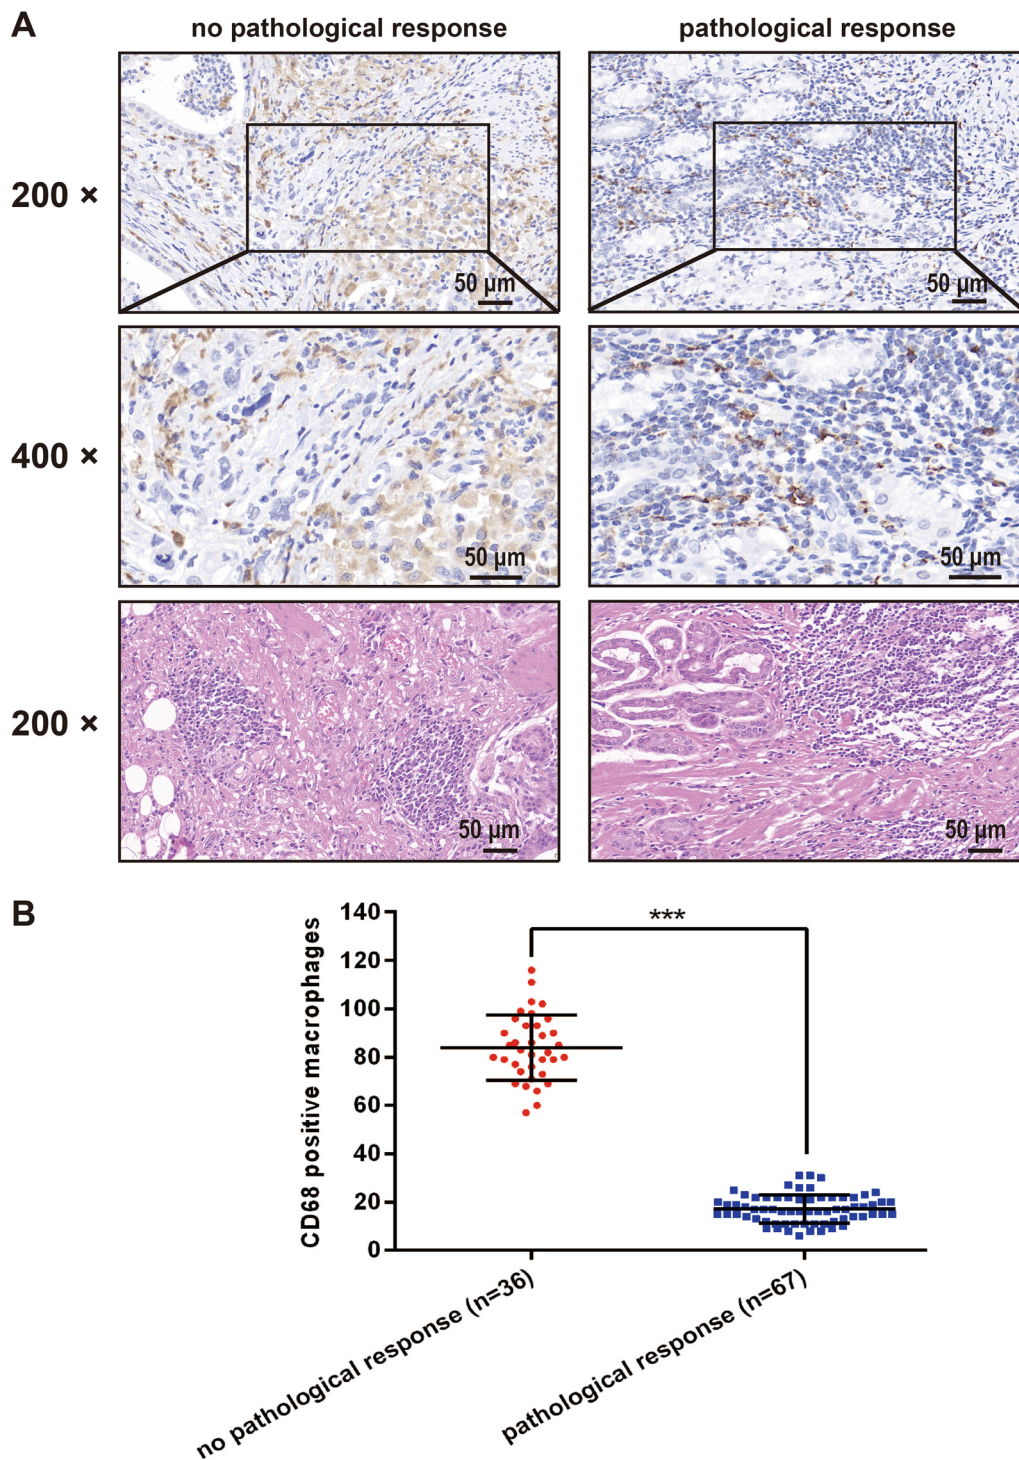 A
no pathological response
pathological response
200 ×
50 µm
50 µm
400 ×
50 µm
50 µm
200 ×
50 µm
50 µm
B
CD68 positive macrophages
140
120
100
80
60
40
20
0
***
no pathological response (n=36)
pathological response (n=67)